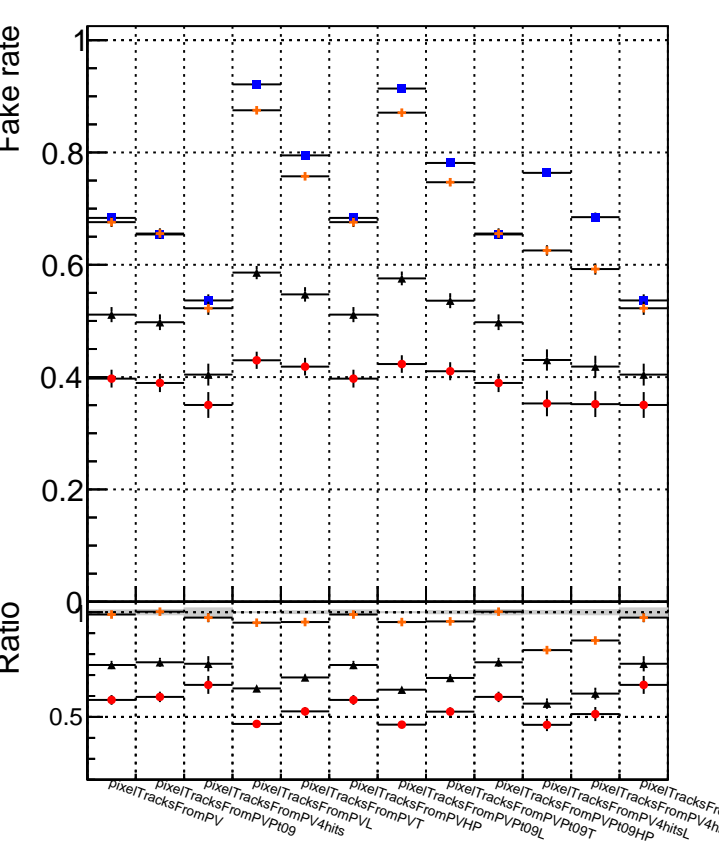 Fake rate
1
0.8
0.6
0.4
0.2
0
Ratio
1
0.5
pixelTracksFromPV
pixelTracksFromPVPt09
pixelTracksFromPV4hits
pixelTracksFromPVL
pixelTracksFromPVT
pixelTracksFromPVHP
pixelTracksFromPVPt09L
pixelTracksFromPVPt09T
pixelTracksFromPVPt09HP
pixelTracksFromPV4hitsL